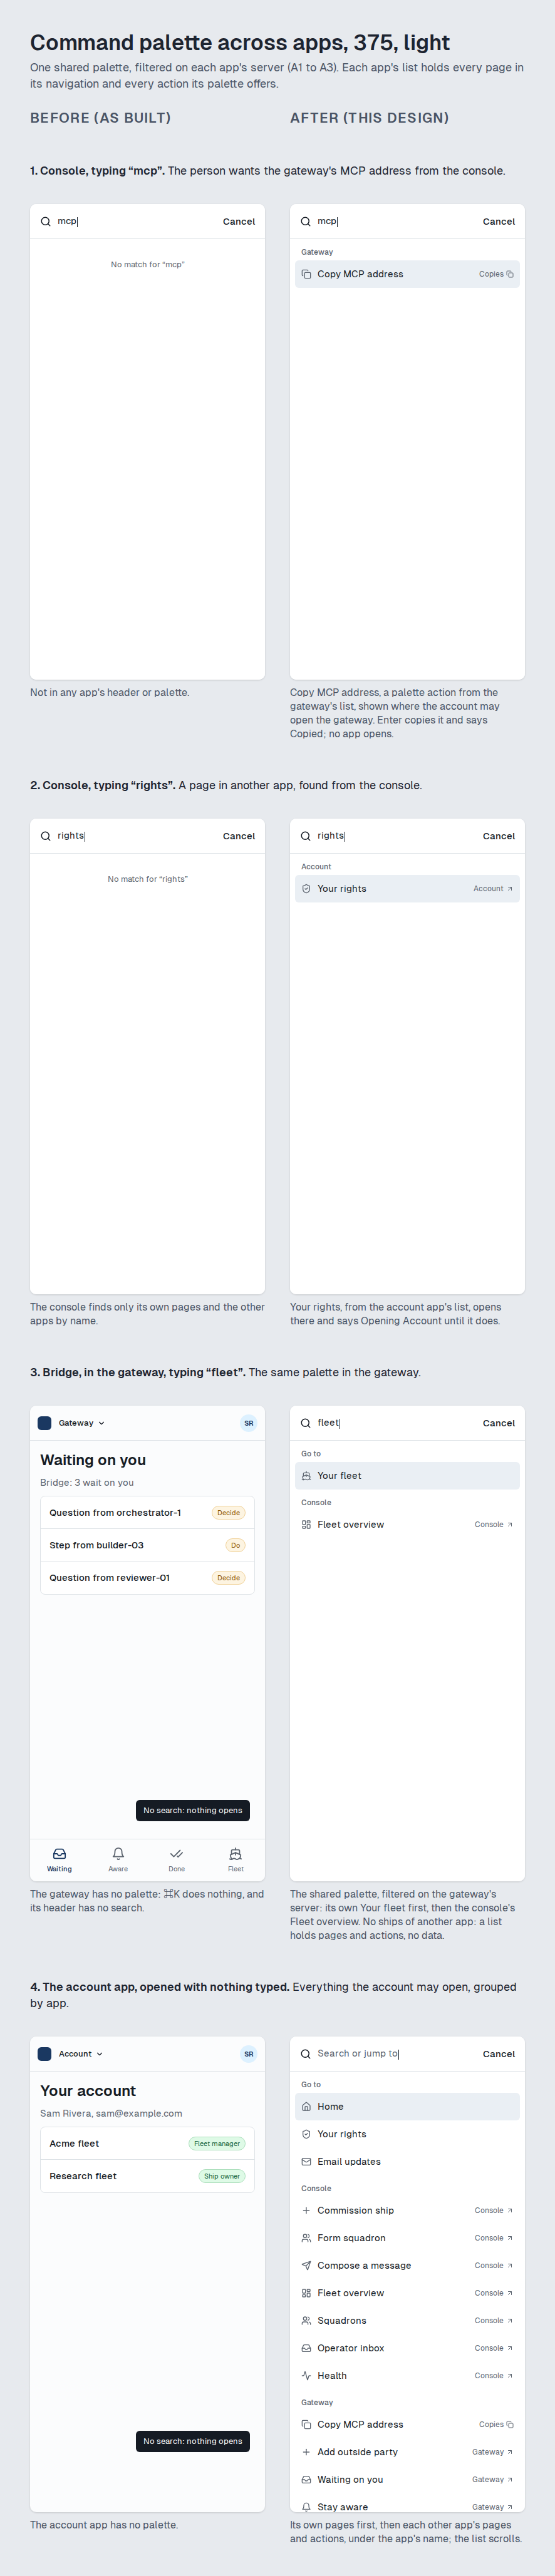 Command palette across apps, 375, light
One shared palette, filtered on each app's server (A1 to A3). Each app's list holds every page in
its navigation and every action its palette offers.
BEFORE (AS BUILT)
AFTER (THIS DESIGN)
1. Console, typing “mcp”. The person wants the gateway's MCP address from the console.
mcp
Cancel
No match for “mcp”
Not in any app's header or palette.
mcp
Cancel
Gateway
Copy MCP address
Copies
Copy MCP address, a palette action from the
gateway's list, shown where the account may
open the gateway. Enter copies it and says
Copied; no app opens.
2. Console, typing “rights”. A page in another app, found from the console.
rights
Cancel
No match for “rights”
The console finds only its own pages and the other
apps by name.
rights
Cancel
Account
Your rights
Account
Your rights, from the account app's list, opens
there and says Opening Account until it does.
3. Bridge, in the gateway, typing “fleet”. The same palette in the gateway.
Gateway
SR
Waiting on you
Bridge: 3 wait on you
Question from orchestrator-1
Decide
Step from builder-03
Do
Question from reviewer-01
Decide
No search: nothing opens
Waiting
Aware
Done
Fleet
The gateway has no palette: ⌘K does nothing, and
its header has no search.
fleet
Cancel
Go to
Your fleet
Console
Fleet overview
Console
The shared palette, filtered on the gateway's
server: its own Your fleet first, then the console's
Fleet overview. No ships of another app: a list
holds pages and actions, no data.
4. The account app, opened with nothing typed. Everything the account may open, grouped
by app.
Account
SR
Your account
Sam Rivera, sam@example.com
Acme fleet
Fleet manager
Research fleet
Ship owner
No search: nothing opens
The account app has no palette.
Search or jump to
Cancel
Go to
Home
Your rights
Email updates
Console
Commission ship
Console
Form squadron
Console
Compose a message
Console
Fleet overview
Console
Squadrons
Console
Operator inbox
Console
Health
Console
Gateway
Copy MCP address
Copies
Add outside party
Gateway
Waiting on you
Gateway
Stay aware
Gateway
Its own pages first, then each other app's pages
and actions, under the app's name; the list scrolls.